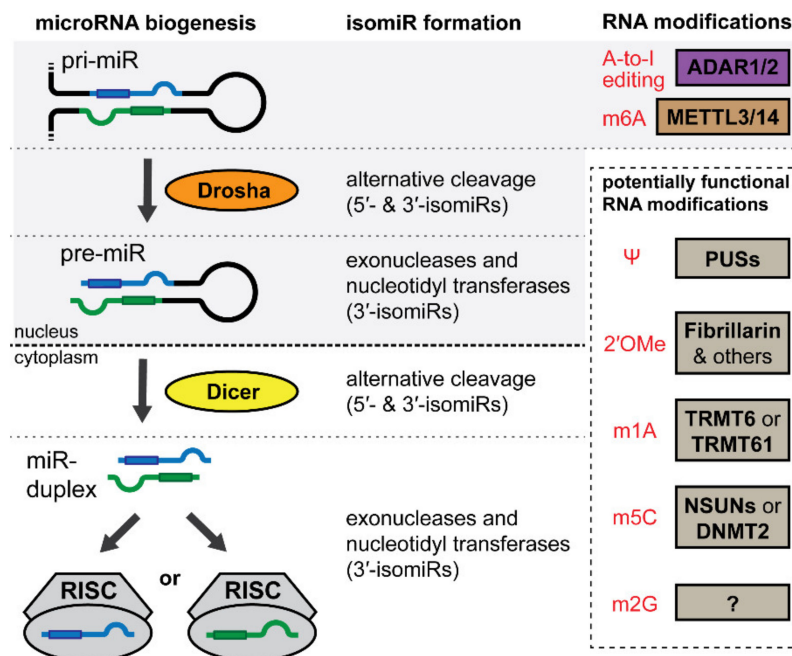 microRNA biogenesis
isomiR formation
RNA modifications
pri-miR
A-to-I
editing
ADAR1/2
m6A
METTL3/14
Drosha
alternative cleavage
(5′- & 3′-isomiRs)
potentially functional
RNA modifications
pre-miR
exonucleases and
nucleotidyl transferases
(3′-isomiRs)
Ψ
PUSs
nucleus
cytoplasm
2′OMe
Fibrillarin
& others
Dicer
alternative cleavage
(5′- & 3′-isomiRs)
m1A
TRMT6 or
TRMT61
miR-
duplex
exonucleases and
nucleotidyl transferases
(3′-isomiRs)
m5C
NSUNs or
DNMT2
RISC
or
RISC
m2G
?